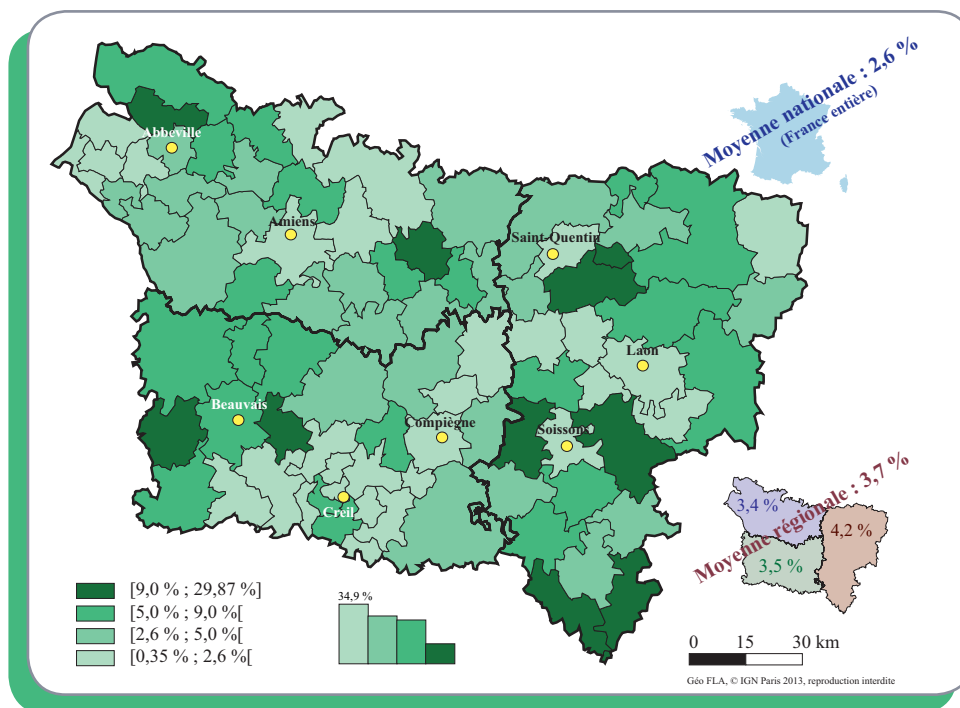 Moyenne nationale : 2,6 %
(France entière)
Abbeville
Amiens
Saint-Quentin
Laon
Beauvais
Compiègne
Soissons
Creil
Moyenne régionale : 3,7 %
3,4 %
4,2 %
3,5 %
[9,0 % ; 29,87 %]
[5,0 % ; 9,0 %[
[2,6 % ; 5,0 %[
[0,35 % ; 2,6 %[
34,9 %
0 15 30 km
Géo FLA, © IGN Paris 2013, reproduction interdite